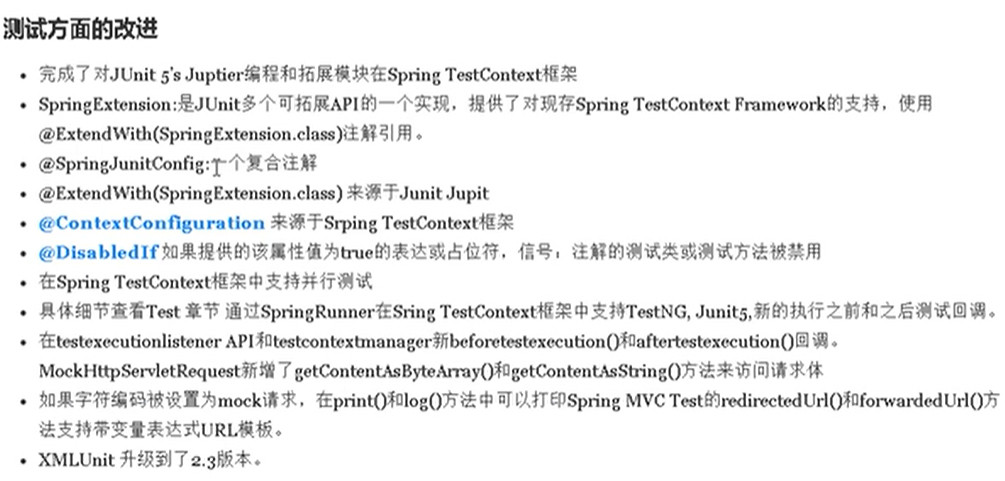 测试方面的改进
完成了对JUnit 5's Juptier编程和拓展模块在Spring TestContext框架
SpringExtension:是JUnit多个可拓展API的一个实现，提供了对现存Spring TestContext Framework的支持，使用
@ExtendWith(SpringExtension.class)注解引用。
@SpringJunitConfig:一个复合注解
@ExtendWith(SpringExtension.class) 来源于Junit Jupit
@ContextConfiguration 来源于Srping TestContext框架
@DisabledIf 如果提供的该属性值为true的表达或占位符，信号：注解的测试类或测试方法被禁用
在Spring TestContext框架中支持并行测试
具体细节查看Test 章节 通过SpringRunner在Sring TestContext框架中支持TestNG, Junit5,新的执行之前和之后测试回调。
在testexecutionlistener API和testcontextmanager新beforetestexecution()和aftertestexecution()回调。
MockHttpServletRequest新增了getContentAsByteArray()和getContentAsString()方法来访问请求体
如果字符编码被设置为mock请求，在print()和log()方法中可以打印Spring MVC Test的redirectedUrl()和forwardedUrl()方
法支持带变量表达式URL模板。
XMLUnit 升级到了2.3版本。